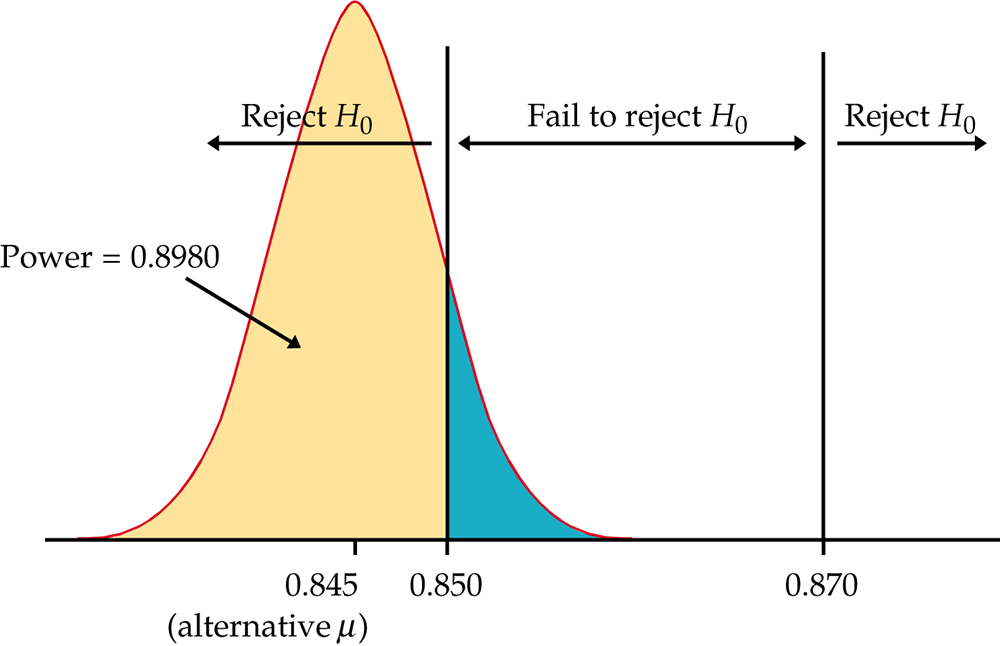 Reject H0
Fail to reject H0
Reject H0
Power = 0.8980
0.845
0.850
0.870
(alternative μ)